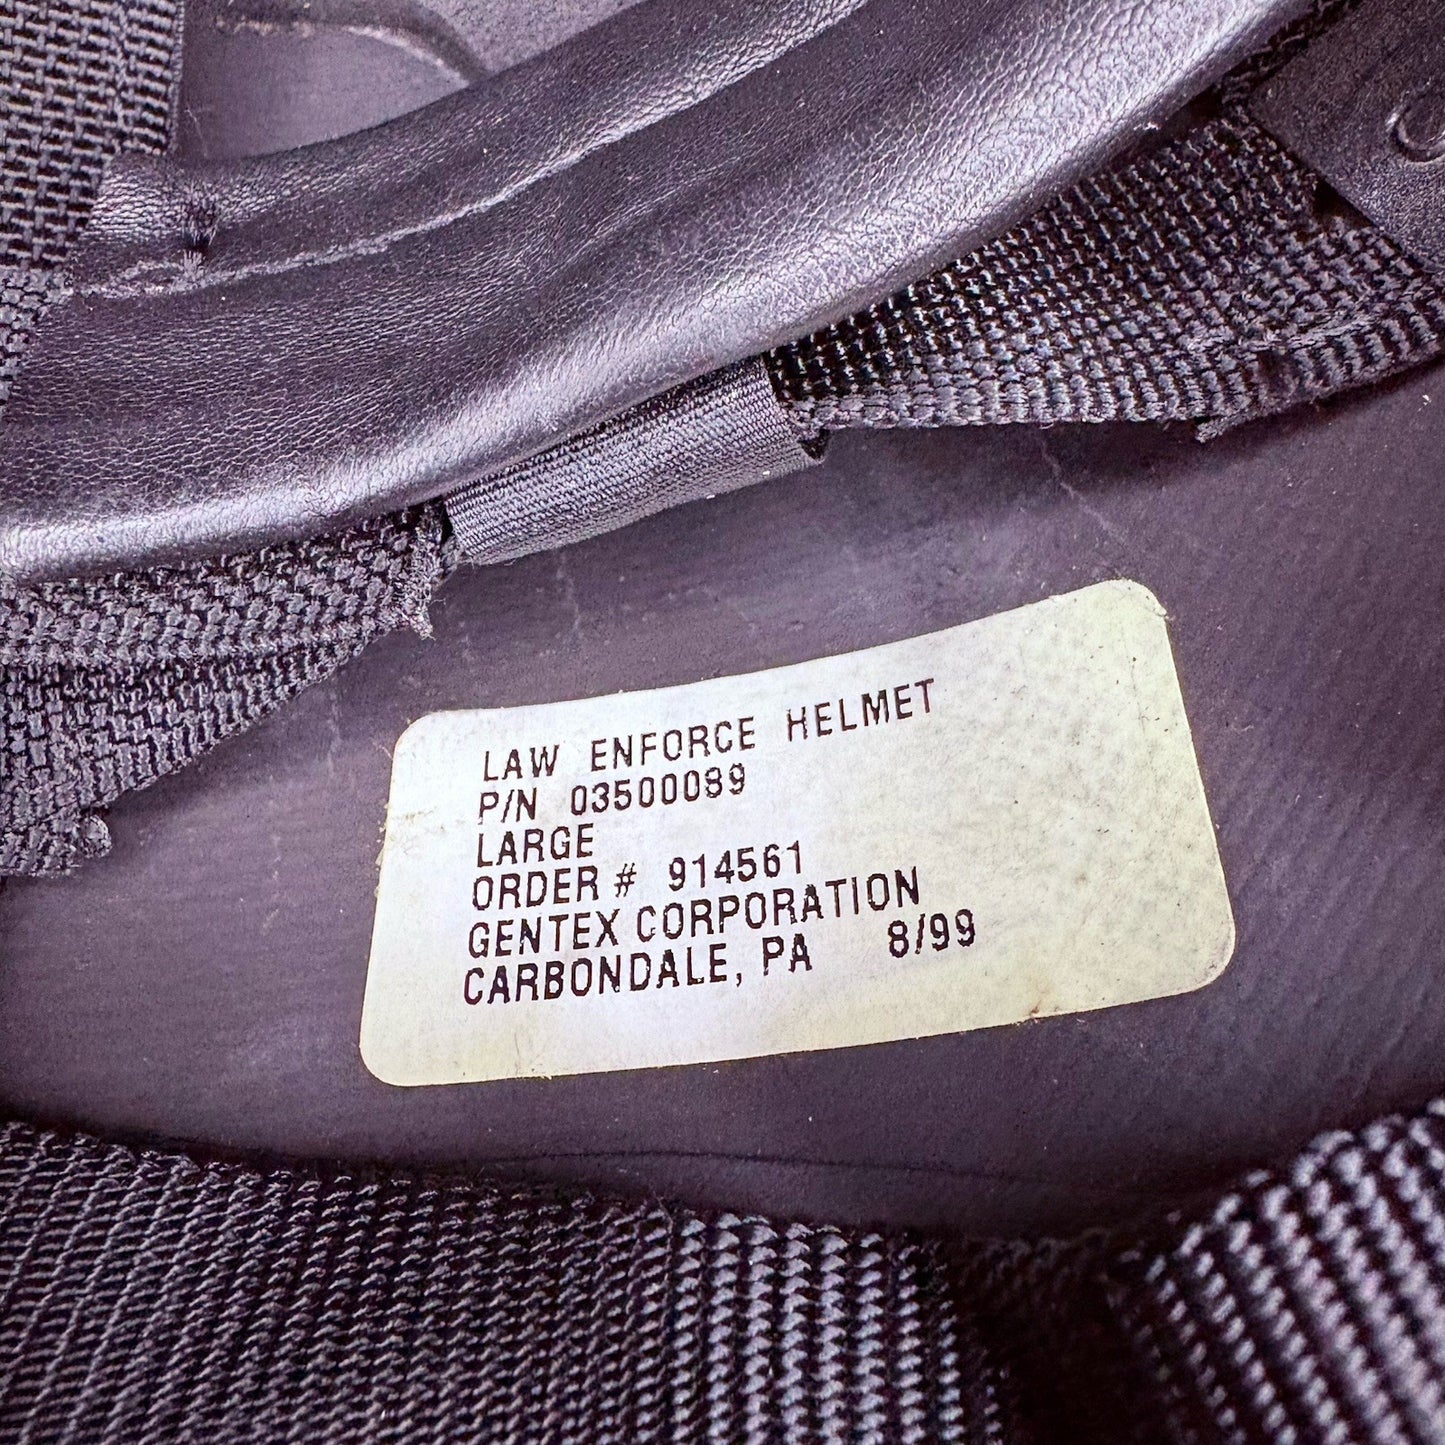 LAW ENFORCE HELMET
P/N 03500089
LARGE
ORDER # 914561
GENTEX CORPORATION
CARBONDALE, PA 8/99